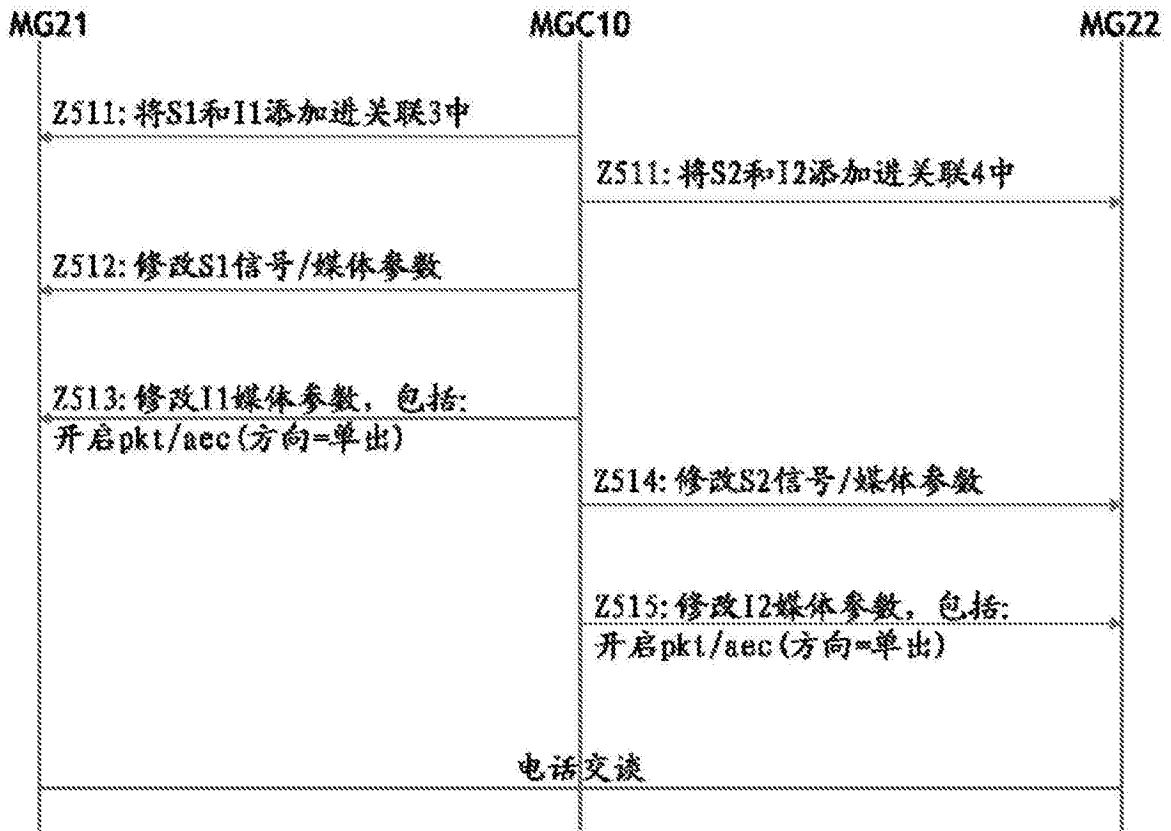 MG21 MGC10 MG22
Z511:将S1和I1添加进关联3中
Z511:将S2和I2添加进关联4中
Z512:修改S1信号/媒体参数
Z513:修改I1媒体参数，包括:
开启pkt/aec(方向=单出)
Z514:修改S2信号/媒体参数
Z515:修改I2媒体参数，包括:
开启pkt/aec(方向=单出)
电话交谈